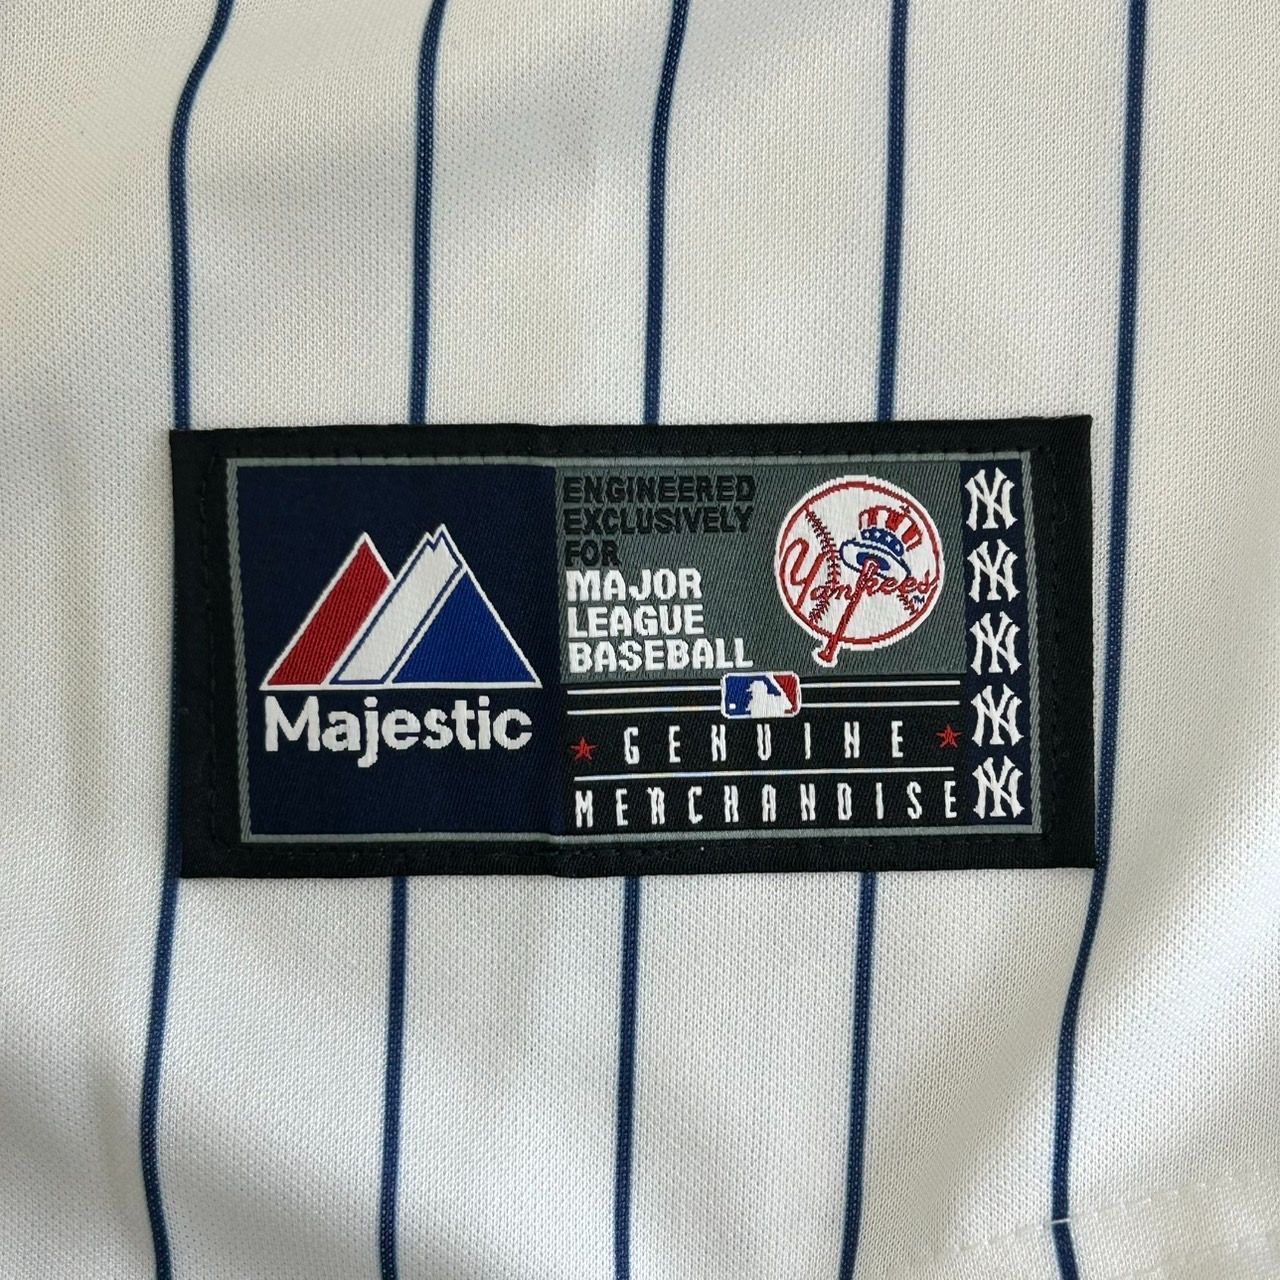 Majestic
ENGINEERED
EXCLUSIVELY
FOR
MAJOR
LEAGUE
BASEBALL
Yankees
GENUINE
MERCHANDISE
NY
NY
NY
NY
NY